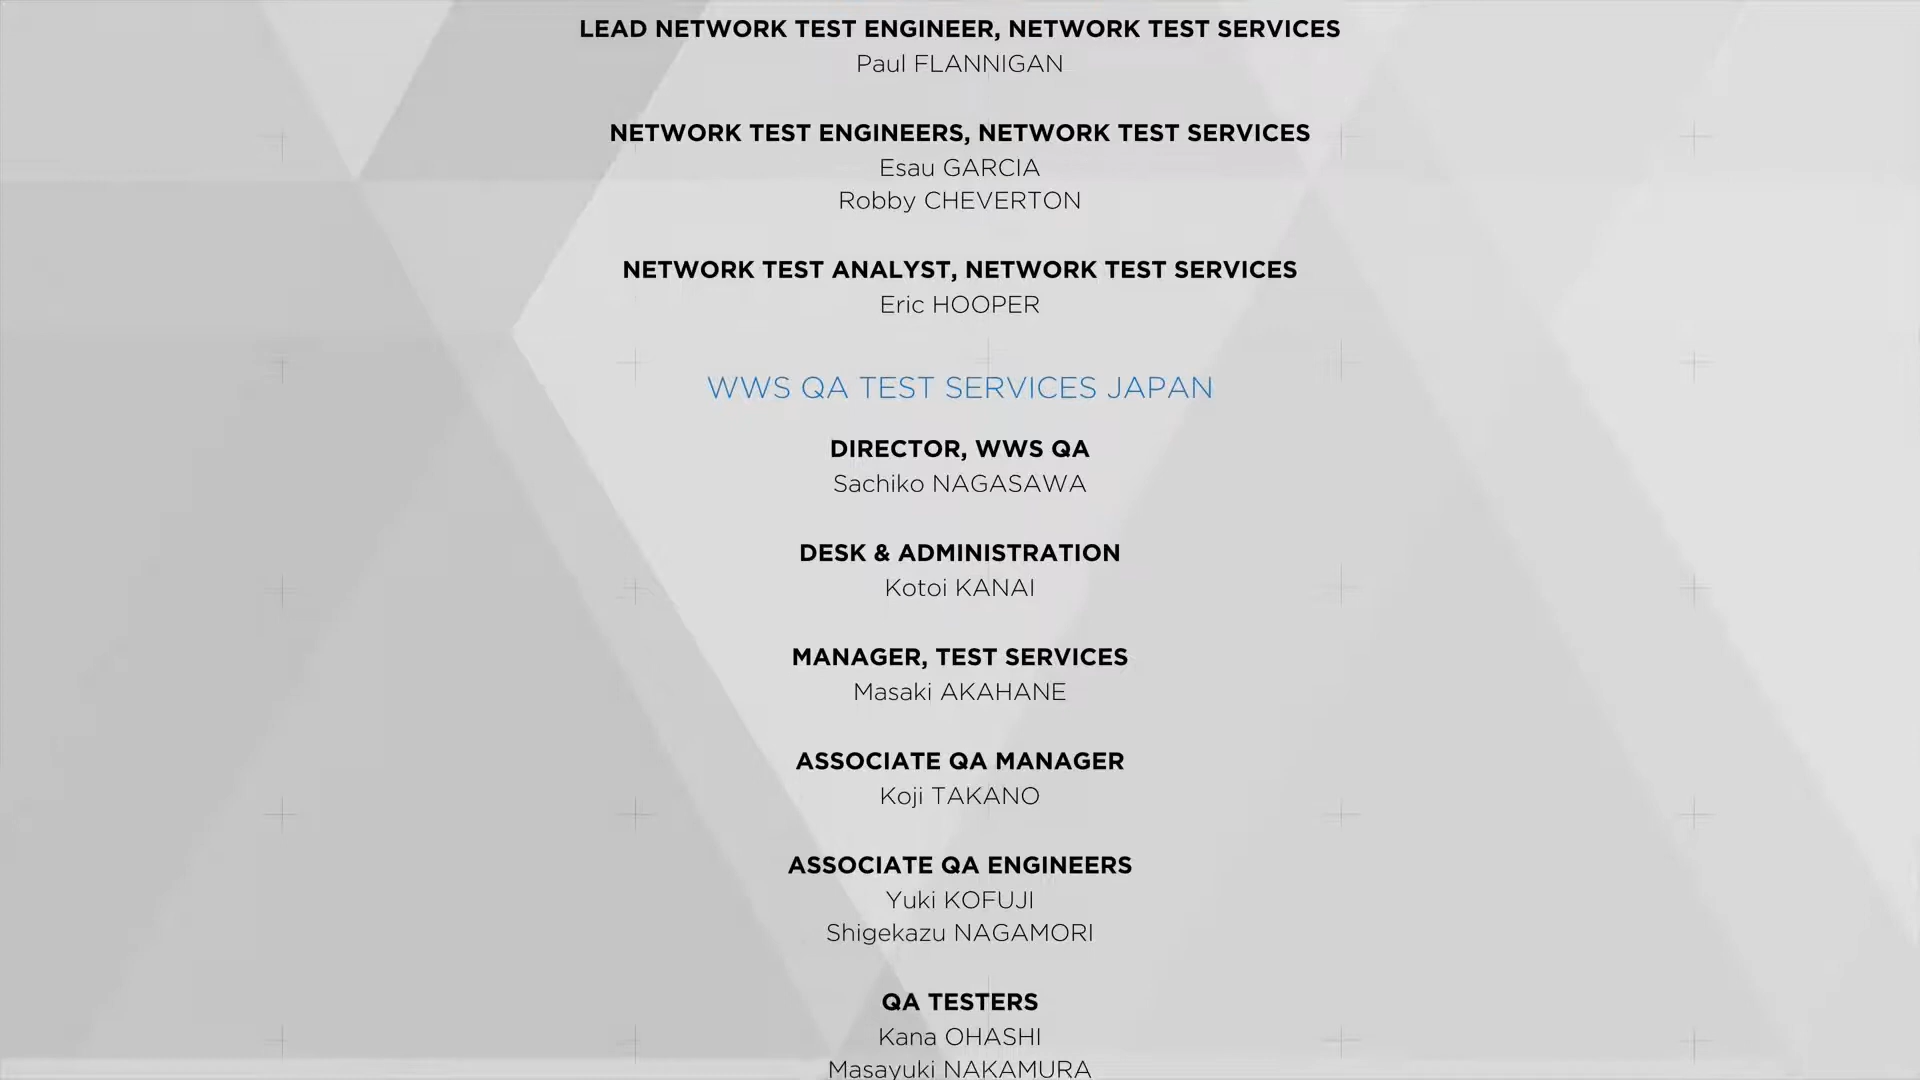 LEAD NETWORK TEST ENGINEER, NETWORK TEST SERVICES
Paul FLANNIGAN
NETWORK TEST ENGINEERS, NETWORK TEST SERVICES
Esau GARCIA
Robby CHEVERTON
NETWORK TEST ANALYST, NETWORK TEST SERVICES
Eric HOOPER
WWS QA TEST SERVICES JAPAN
DIRECTOR, WWS QA
Sachiko NAGASAWA
DESK & ADMINISTRATION
Kotoi KANAI
MANAGER, TEST SERVICES
Masaki AKAHANE
ASSOCIATE QA MANAGER
Koji TAKANO
ASSOCIATE QA ENGINEERS
Yuki KOFUJI
Shigekazu NAGAMORI
QA TESTERS
Kana OHASHI
Masayuki NAKAMURA